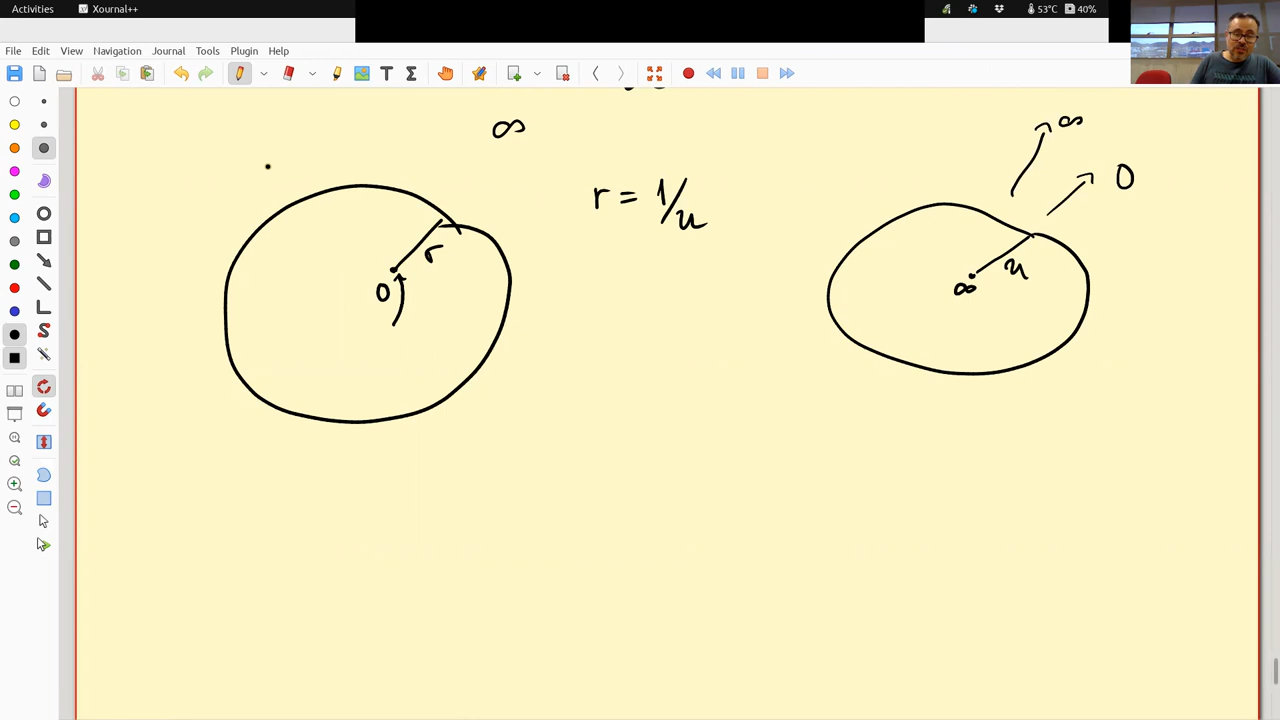 Activities Xournal++ 53°C 40%
File Edit View Navigation Journal Tools Plugin Help
∞
∞
r = 1/u
0
r
u
0
∞